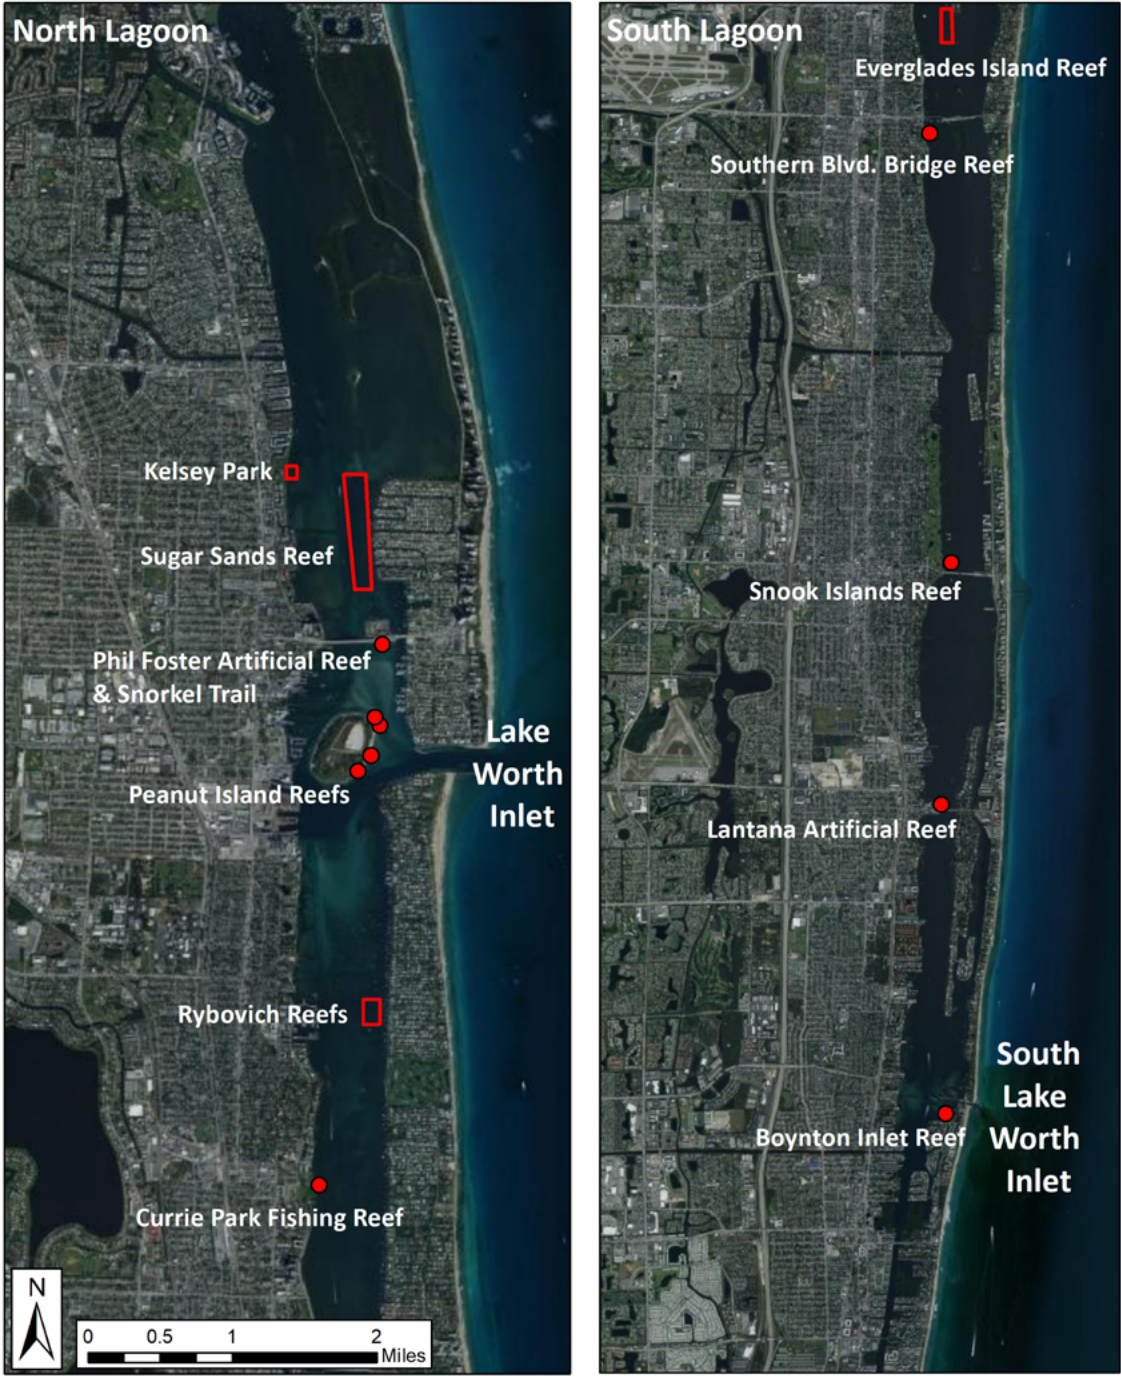 North Lagoon
Kelsey Park
Sugar Sands Reef
Phil Foster Artificial Reef
& Snorkel Trail
Lake
Worth
Inlet
Peanut Island Reefs
Rybovich Reefs
Currie Park Fishing Reef
N
0 0.5 1 2
Miles
South Lagoon
Everglades Island Reef
Southern Blvd. Bridge Reef
Snook Islands Reef
Lantana Artificial Reef
South
Lake
Worth
Inlet
Boynton Inlet Reef